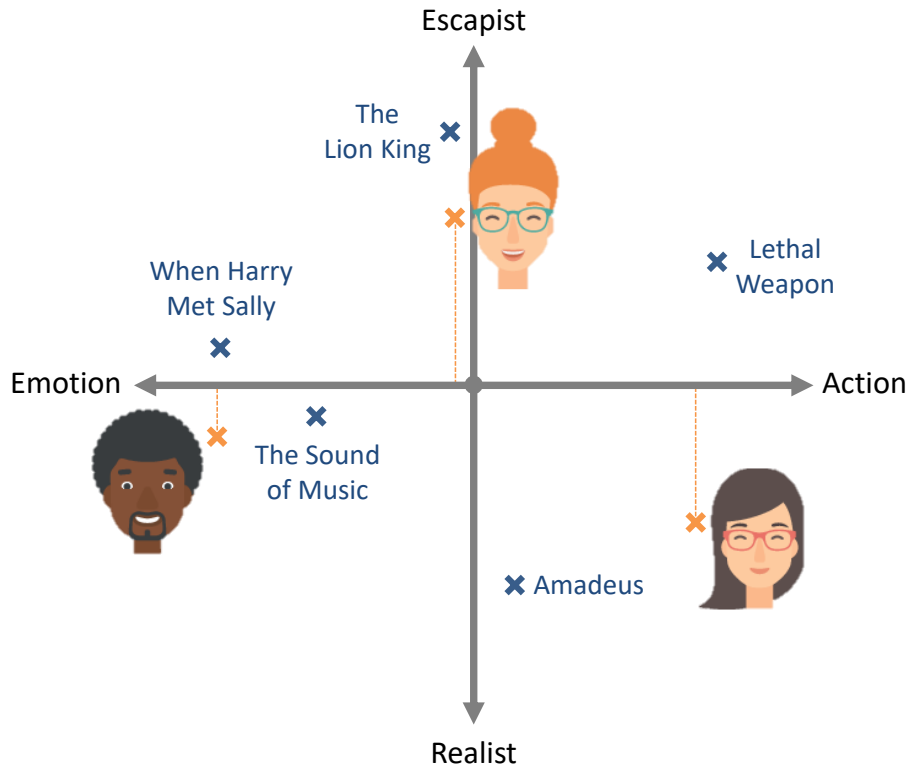 Escapist
The
Lion King
When Harry
Met Sally
Lethal
Weapon
Emotion
Action
The Sound
of Music
Amadeus
Realist